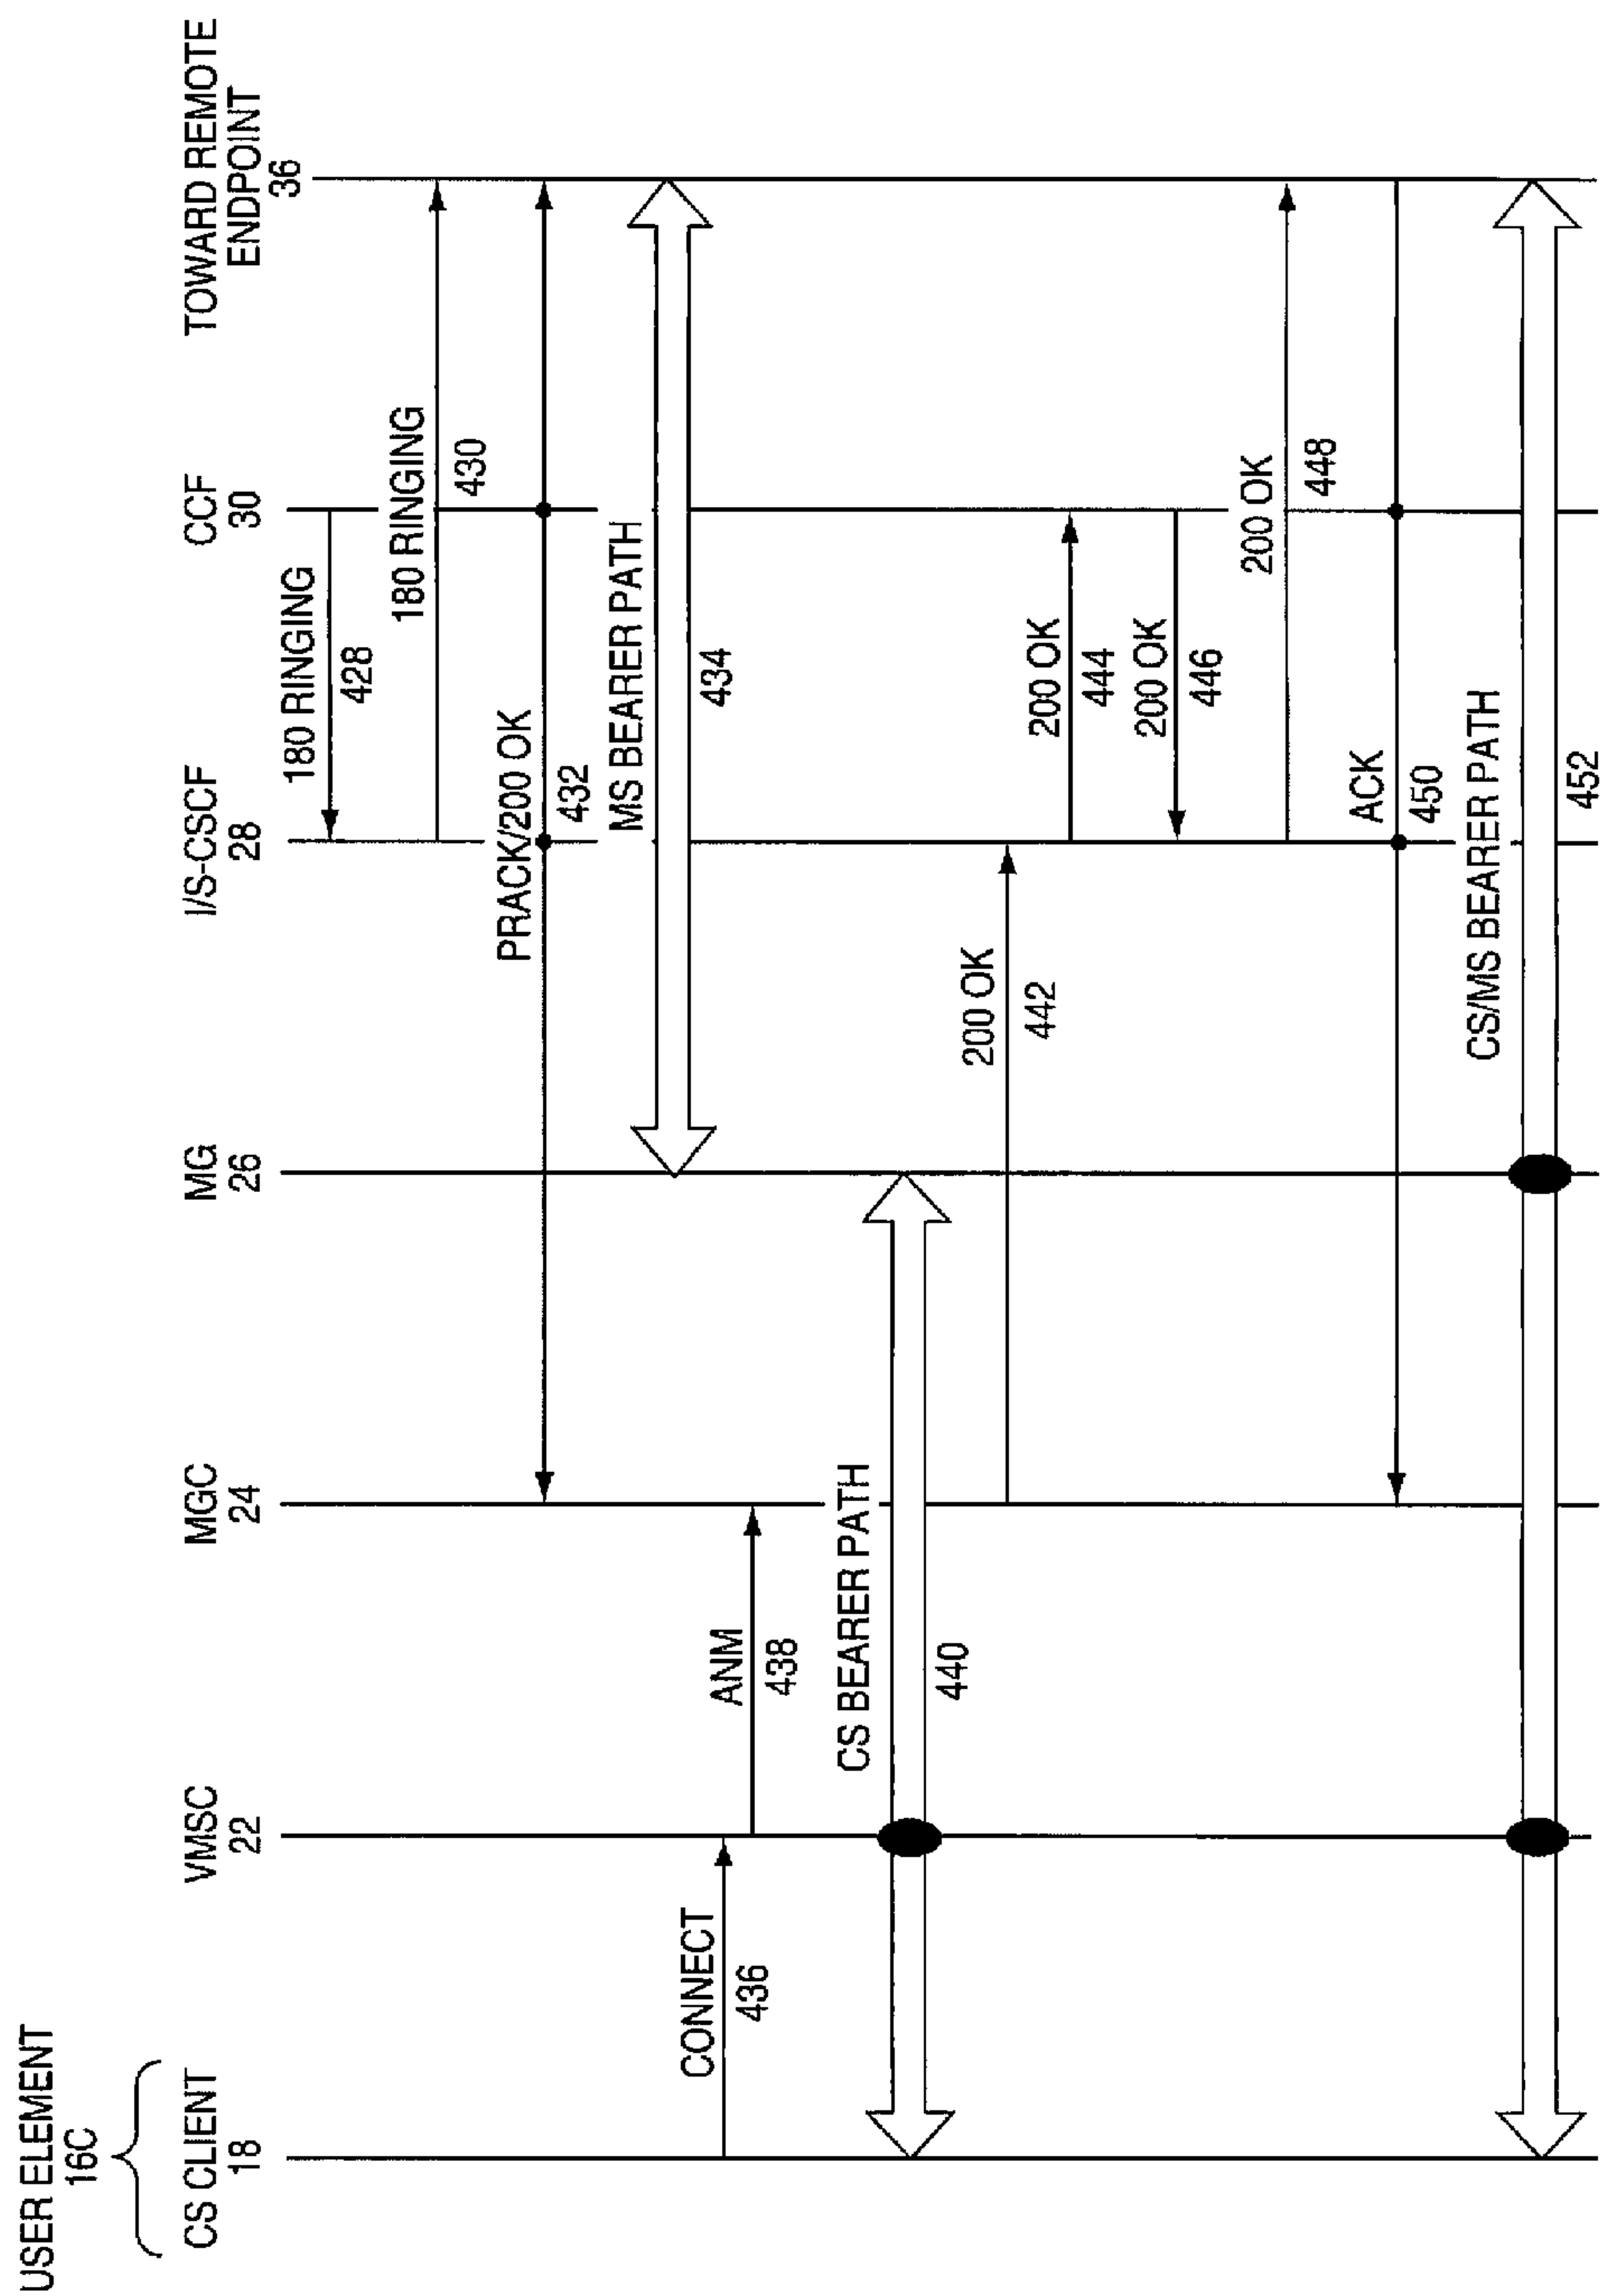 USER ELEMENT
16C
CS CLIENT
18
VMSC
22
MGC
24
MG
26
I/S-CSCF
28
CCF
30
TOWARD REMOTE
ENDPOINT
36
180 RINGING
428
180 RINGING
430
PRACK/200 OK
432
MS BEARER PATH
434
CONNECT
436
ANM
438
CS BEARER PATH
440
200 OK
442
200 OK
444
200 OK
446
200 OK
448
ACK
450
CS/MS BEARER PATH
452